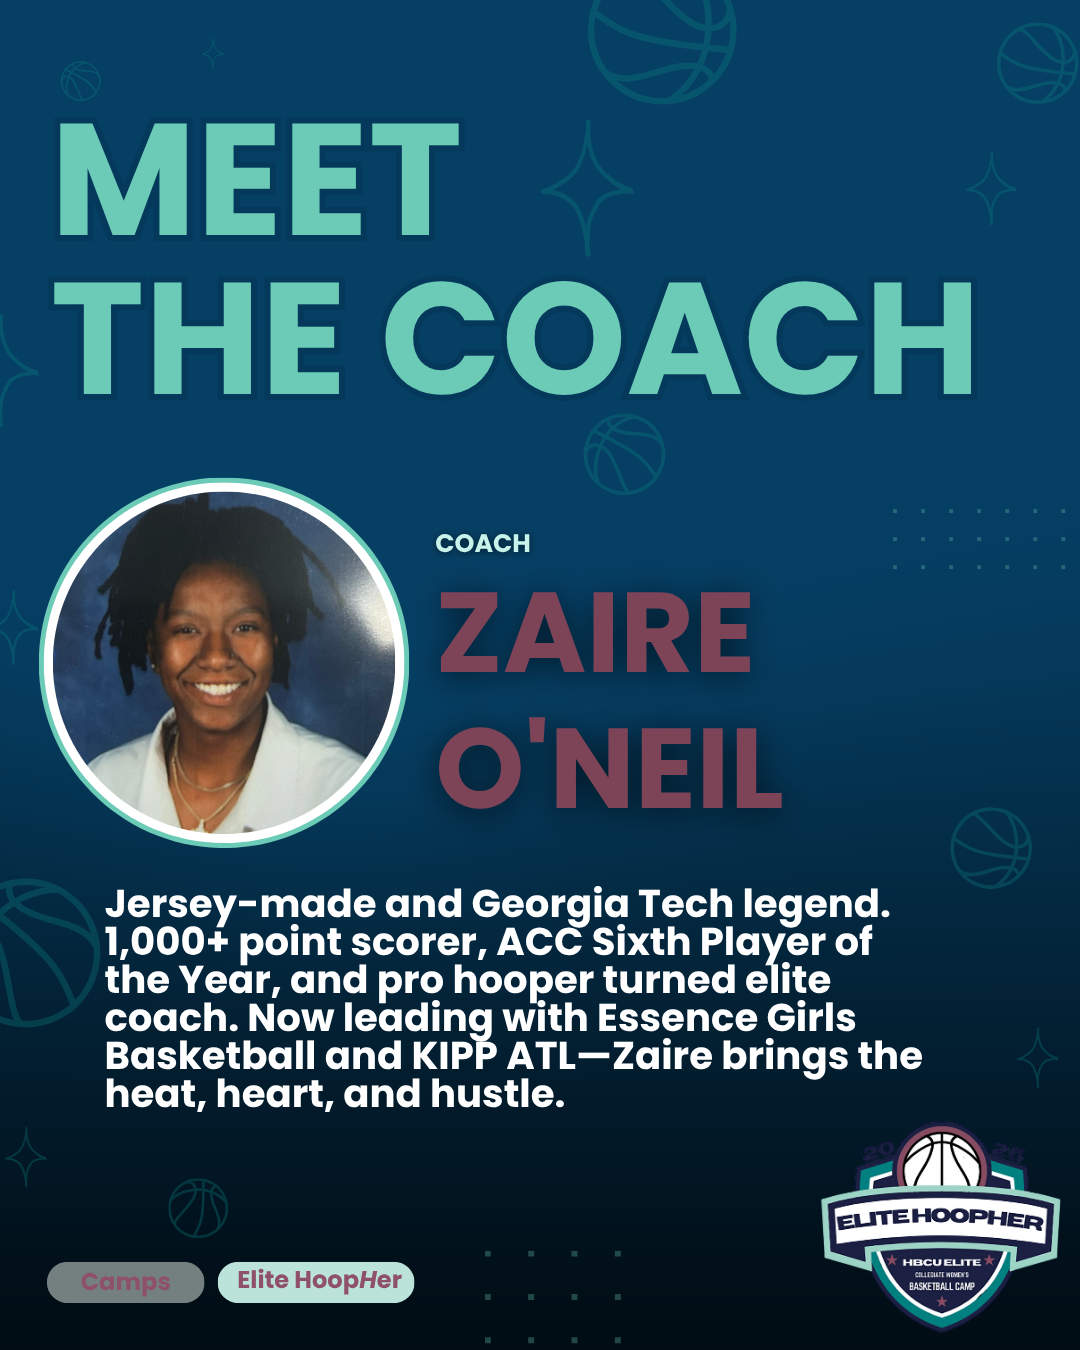 MEET
THE COACH
COACH
ZAIRE
O'NEIL
Jersey-made and Georgia Tech legend.
1,000+ point scorer, ACC Sixth Player of
the Year, and pro hooper turned elite
coach. Now leading with Essence Girls
Basketball and KIPP ATL—Zaire brings the
heat, heart, and hustle.
20 25
ELITE HOOPHER
HBCU ELITE
COLLEGIATE WOMEN'S
BASKETBALL CAMP
Camps
Elite HoopHer